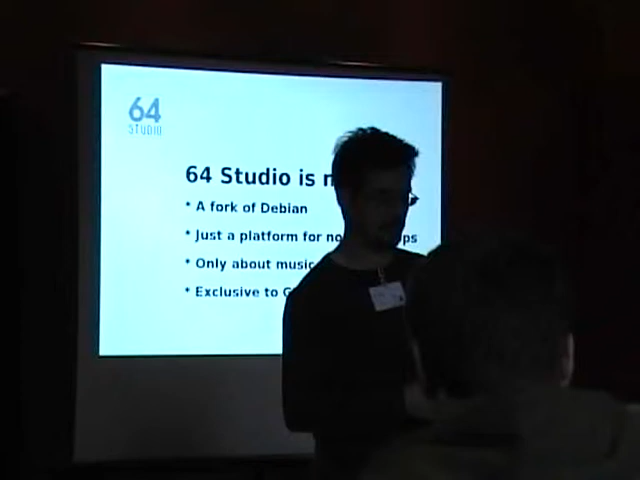 64
STUDIO
64 Studio is
* A fork of Debian
* Just a platform for
* Only about music
* Exclusive to